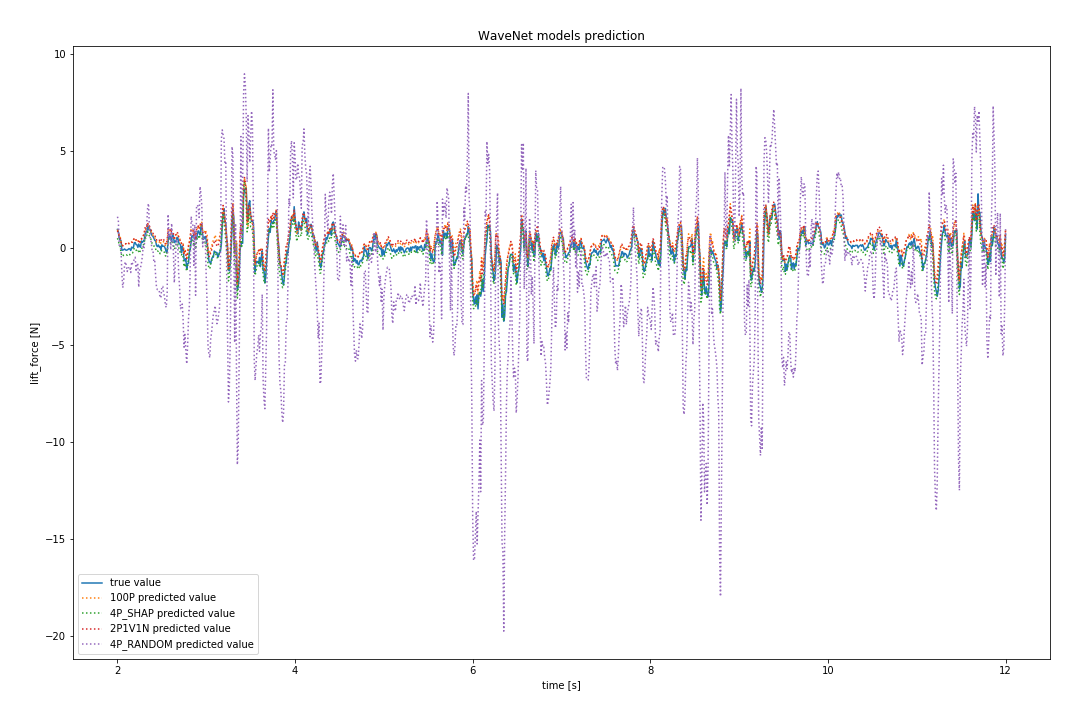 WaveNet models prediction
10
5
0
−5
−10
−15
−20
lift_force [N]
true value
100P predicted value
4P_SHAP predicted value
2P1V1N predicted value
4P_RANDOM predicted value
2
4
6
8
10
12
time [s]